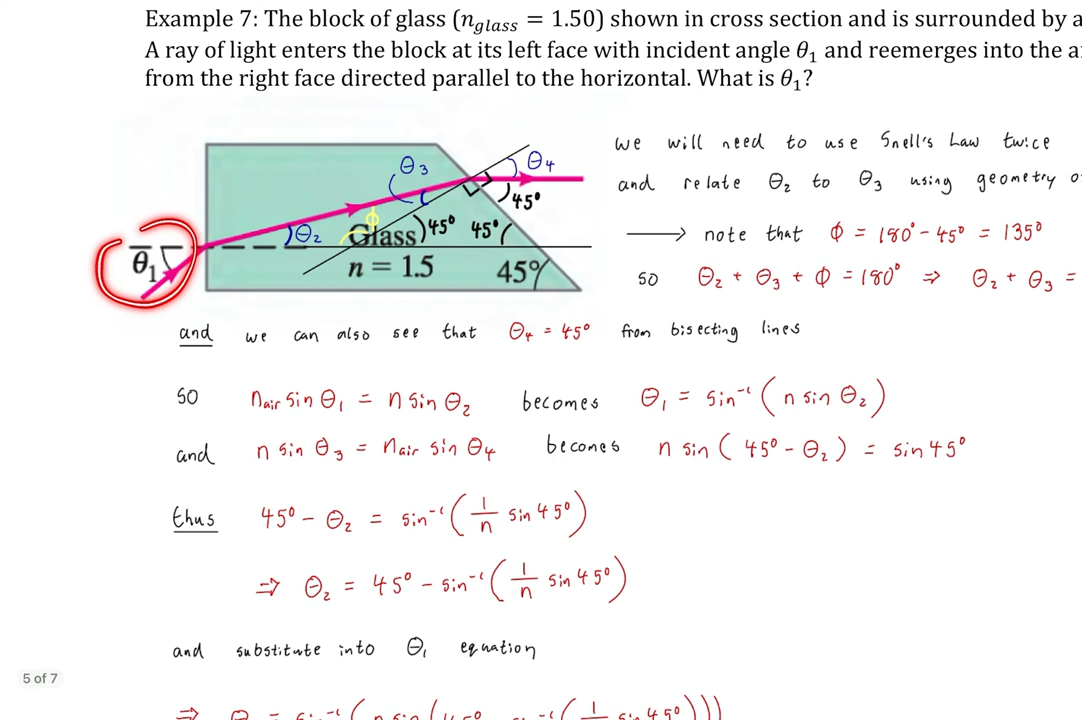 Example 7: The block of glass (n_glass = 1.50) shown in cross section and is surrounded by a
A ray of light enters the block at its left face with incident angle θ₁ and reemerges into the a
from the right face directed parallel to the horizontal. What is θ₁?
θ₃ θ₄
45°
θ₂ ϕ Glass 45° 45°
θ₁ n = 1.5 45°
we will need to use Snell's Law twice
and relate θ₂ to θ₃ using geometry o
⟶ note that ϕ = 180° - 45° = 135°
so θ₂ + θ₃ + ϕ = 180° ⇒ θ₂ + θ₃ =
and we can also see that θ₄ = 45° from bisecting lines
so n_air sin θ₁ = n sin θ₂ becomes θ₁ = sin⁻¹ ( n sin θ₂ )
and n sin θ₃ = n_air sin θ₄ becomes n sin ( 45° - θ₂ ) = sin 45°
thus 45° - θ₂ = sin⁻¹ ( 1/n sin 45° )
⇒ θ₂ = 45° - sin⁻¹ ( 1/n sin 45° )
and substitute into θ₁ equation
5 of 7